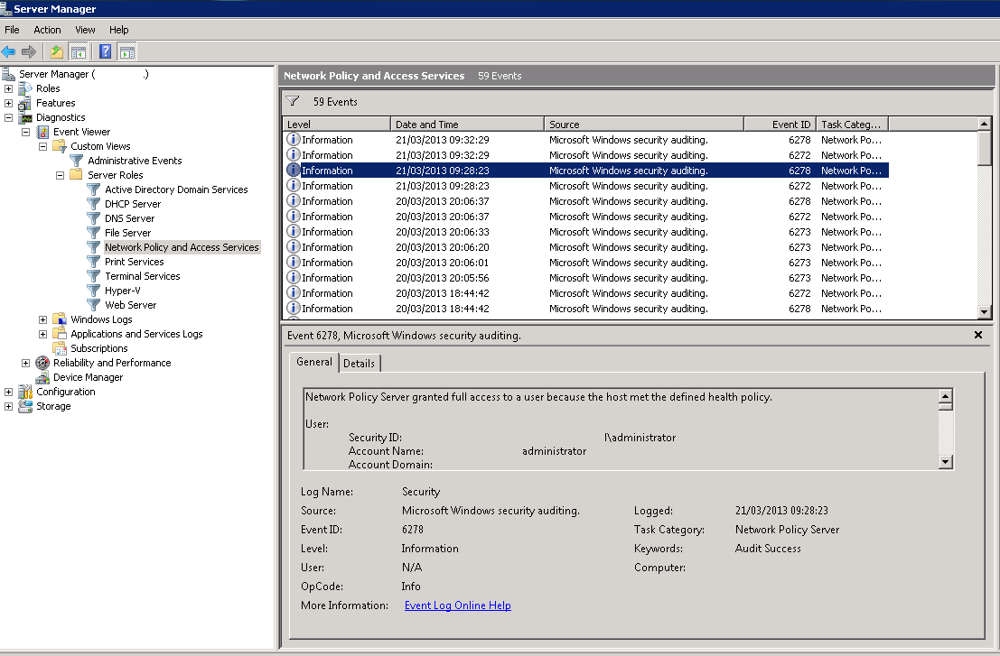 Server Manager
File Action View Help
Server Manager ( .)
Roles
Features
Diagnostics
Event Viewer
Custom Views
Administrative Events
Server Roles
Active Directory Domain Services
DHCP Server
DNS Server
File Server
Network Policy and Access Services
Print Services
Terminal Services
Hyper-V
Web Server
Windows Logs
Applications and Services Logs
Subscriptions
Reliability and Performance
Device Manager
Configuration
Storage
Network Policy and Access Services 59 Events
59 Events
Level Date and Time Source Event ID Task Categ...
Information 21/03/2013 09:32:29 Microsoft Windows security auditing. 6278 Network Po...
Information 21/03/2013 09:32:29 Microsoft Windows security auditing. 6272 Network Po...
Information 21/03/2013 09:28:23 Microsoft Windows security auditing. 6278 Network Po...
Information 21/03/2013 09:28:23 Microsoft Windows security auditing. 6272 Network Po...
Information 20/03/2013 20:06:37 Microsoft Windows security auditing. 6278 Network Po...
Information 20/03/2013 20:06:37 Microsoft Windows security auditing. 6272 Network Po...
Information 20/03/2013 20:06:33 Microsoft Windows security auditing. 6273 Network Po...
Information 20/03/2013 20:06:20 Microsoft Windows security auditing. 6273 Network Po...
Information 20/03/2013 20:06:01 Microsoft Windows security auditing. 6273 Network Po...
Information 20/03/2013 20:05:56 Microsoft Windows security auditing. 6273 Network Po...
Information 20/03/2013 18:44:42 Microsoft Windows security auditing. 6272 Network Po...
Information 20/03/2013 18:44:42 Microsoft Windows security auditing. 6278 Network Po...
Event 6278, Microsoft Windows security auditing.
General Details
Network Policy Server granted full access to a user because the host met the defined health policy.
User:
Security ID: l\administrator
Account Name: administrator
Account Domain:
Log Name: Security
Source: Microsoft Windows security auditing. Logged: 21/03/2013 09:28:23
Event ID: 6278 Task Category: Network Policy Server
Level: Information Keywords: Audit Success
User: N/A Computer:
OpCode: Info
More Information: Event Log Online Help